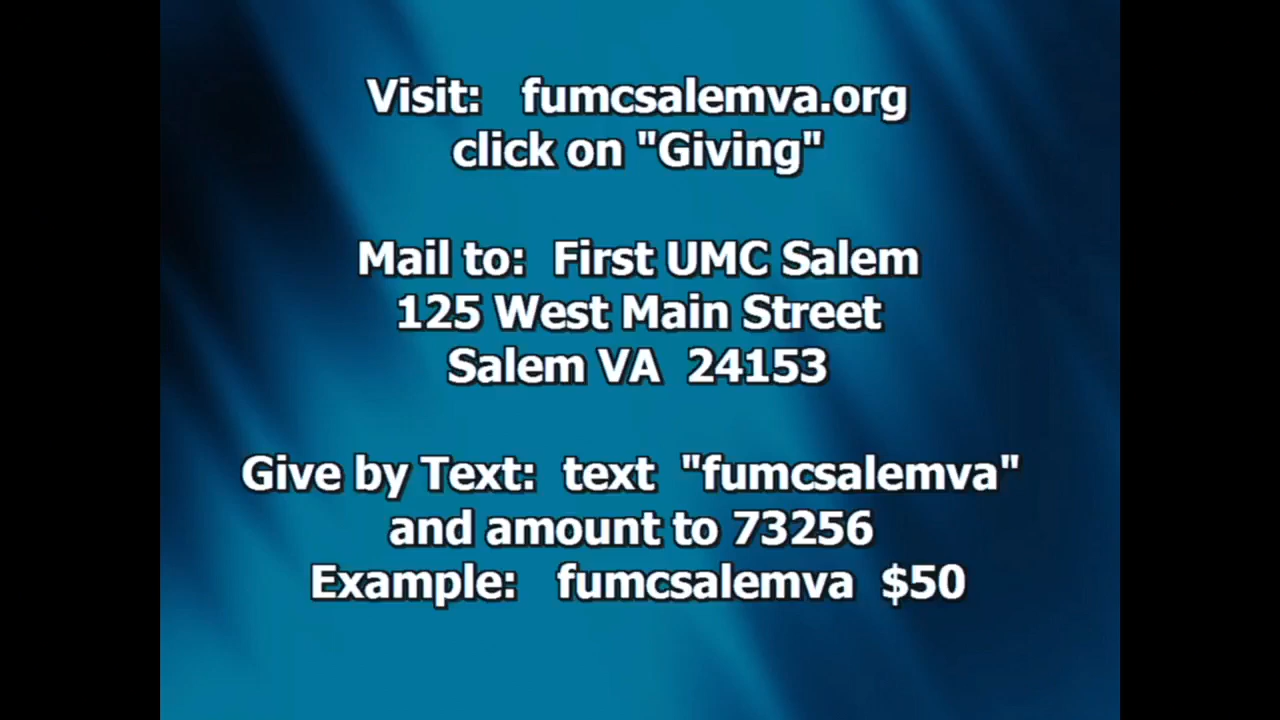 Visit: fumcsalemva.org
click on "Giving"
Mail to: First UMC Salem
125 West Main Street
Salem VA 24153
Give by Text: text "fumcsalemva"
and amount to 73256
Example: fumcsalemva $50